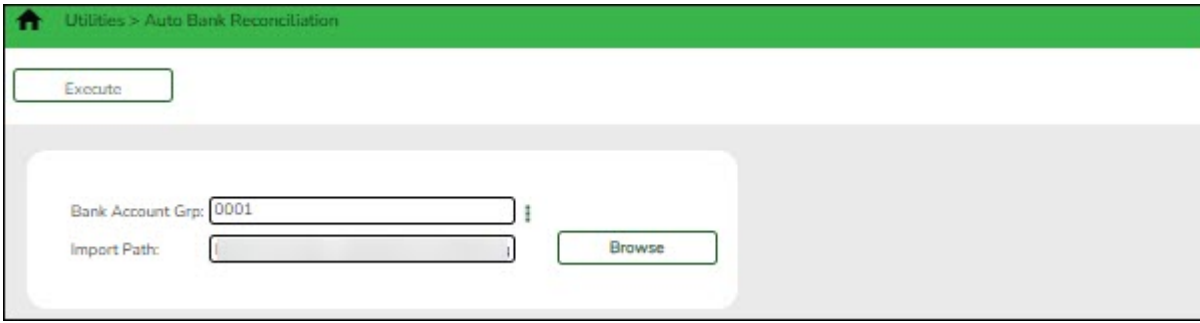 Utilities > Auto Bank Reconciliation
Execute
Bank Account Grp: 0001
Import Path:
Browse